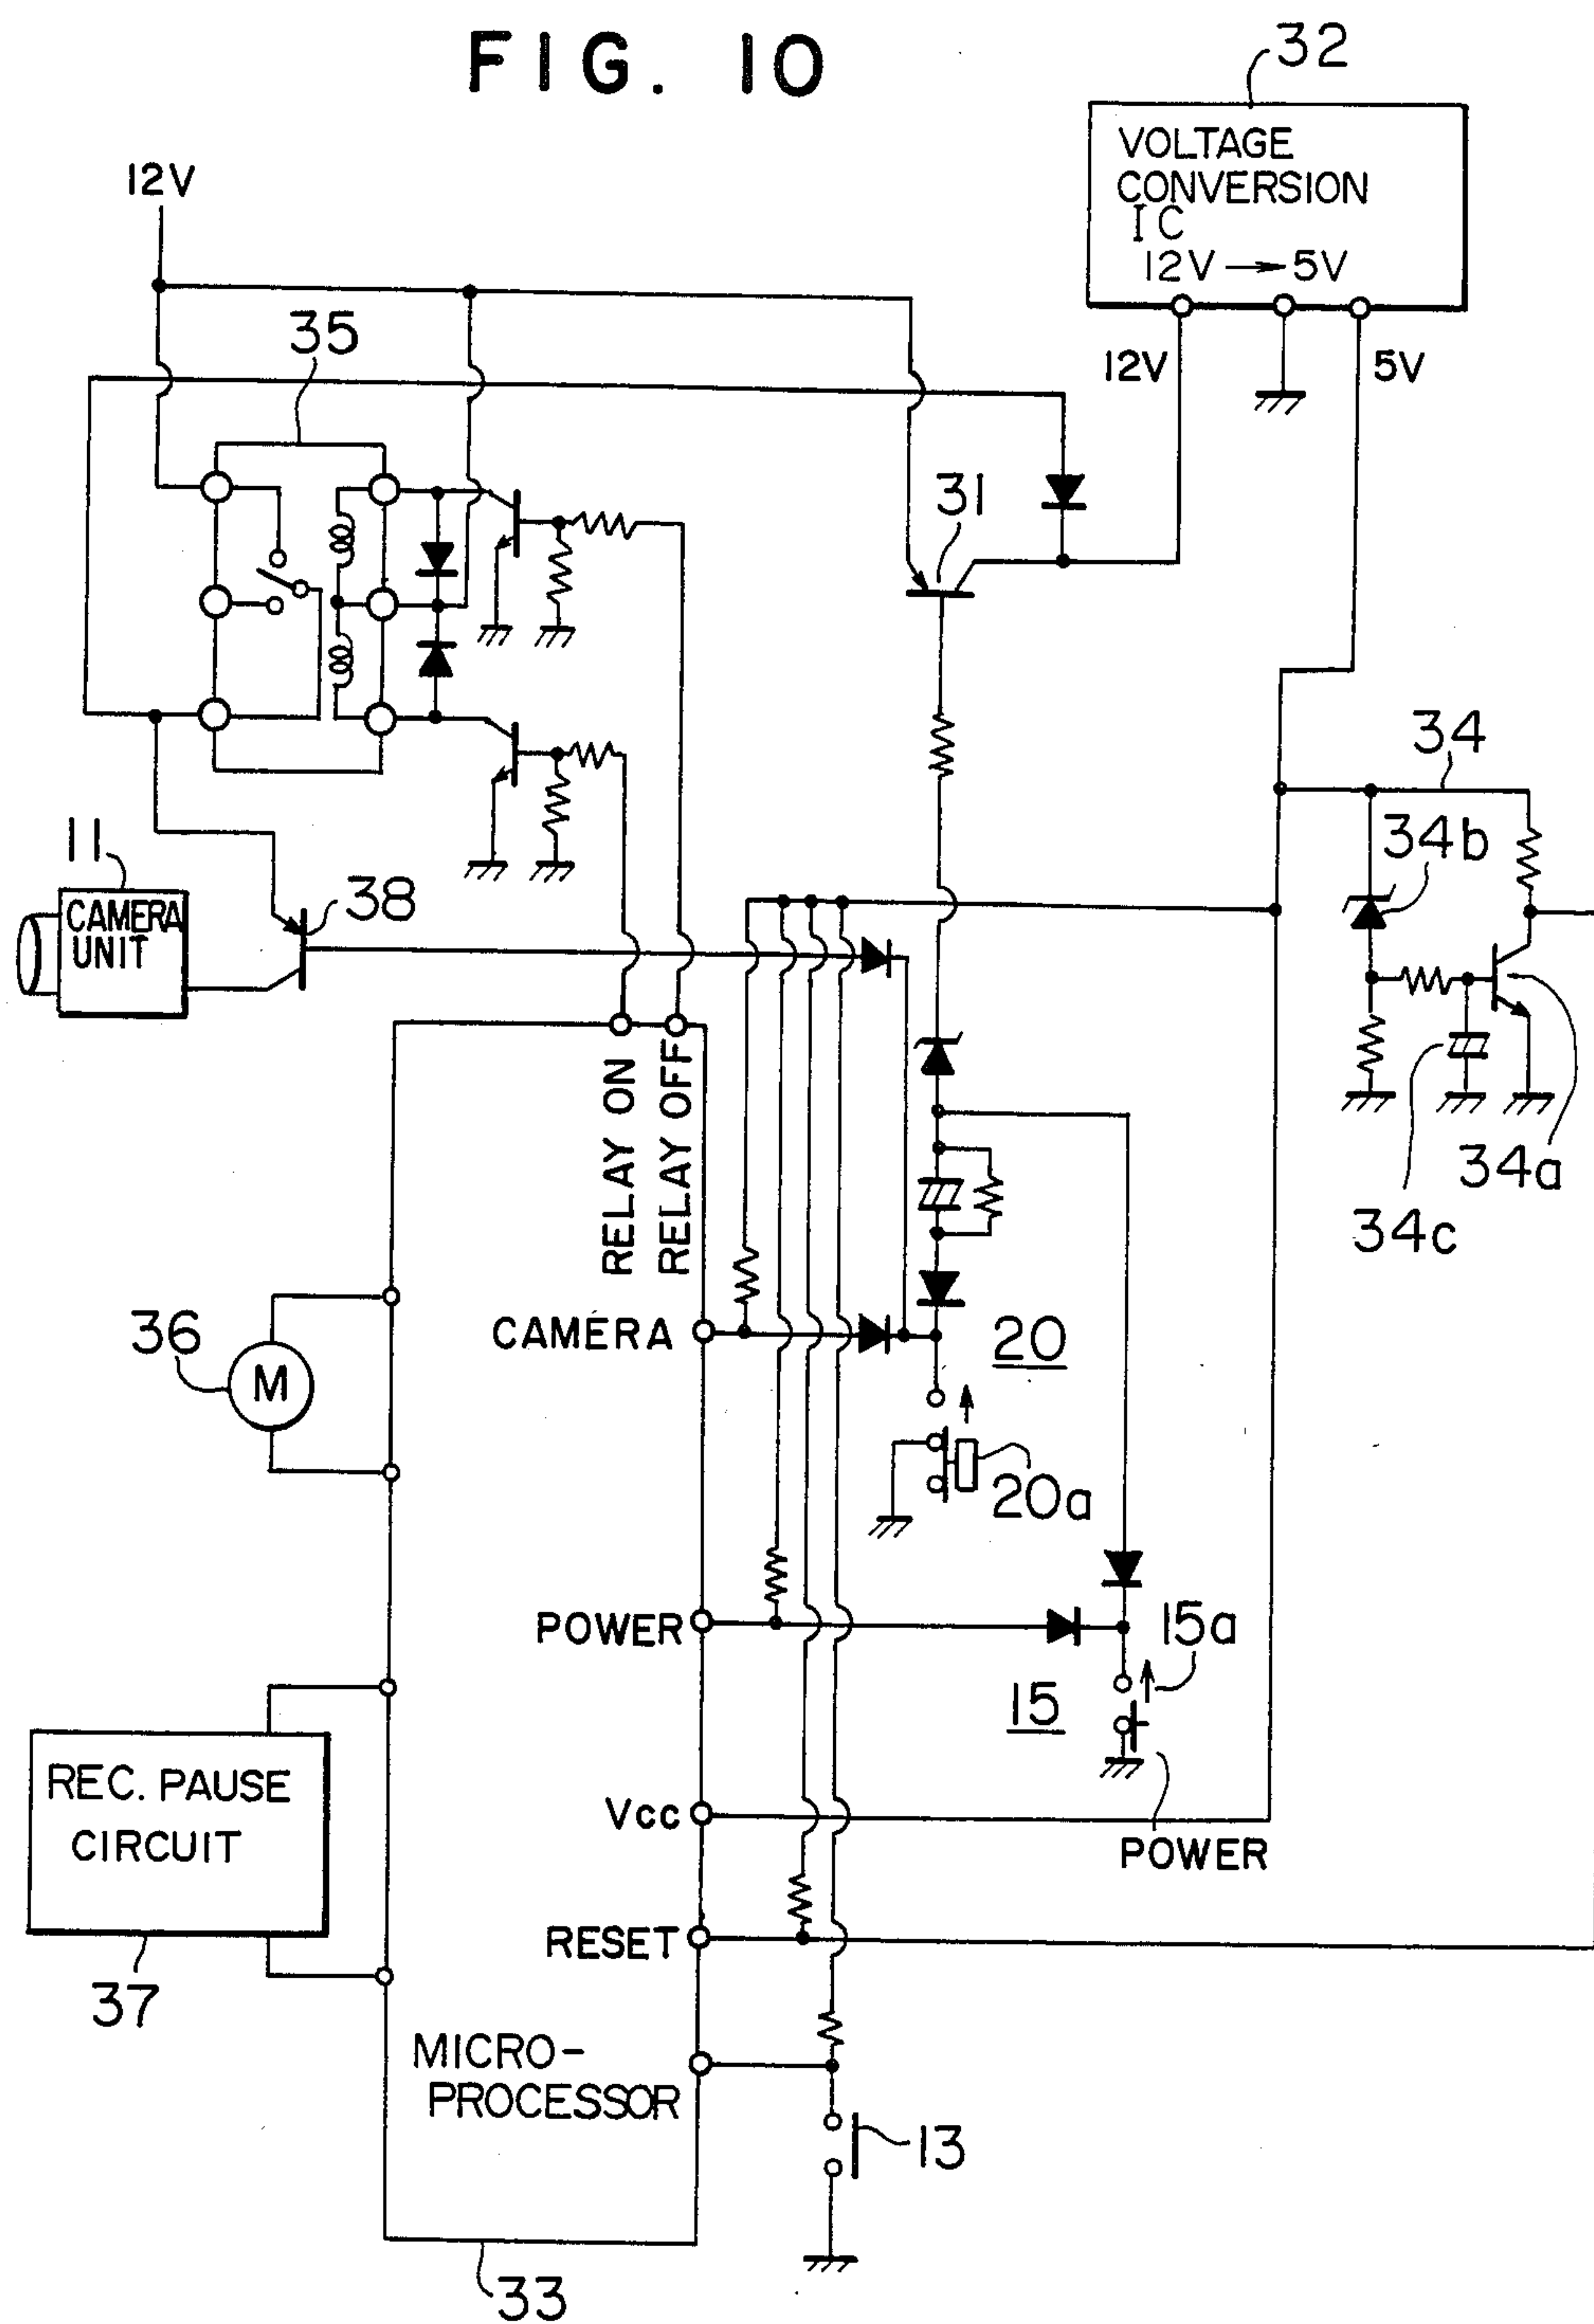 FIG. 10
32
VOLTAGE
CONVERSION
IC
12V → 5V
12V
35
12V
5V
31
34
34b
11
CAMERA
UNIT
38
RELAY ON
RELAY OFF
34a
34c
36
M
CAMERA
20
20a
POWER
15a
15
REC. PAUSE
CIRCUIT
Vcc
POWER
RESET
37
MICRO-
PROCESSOR
13
33